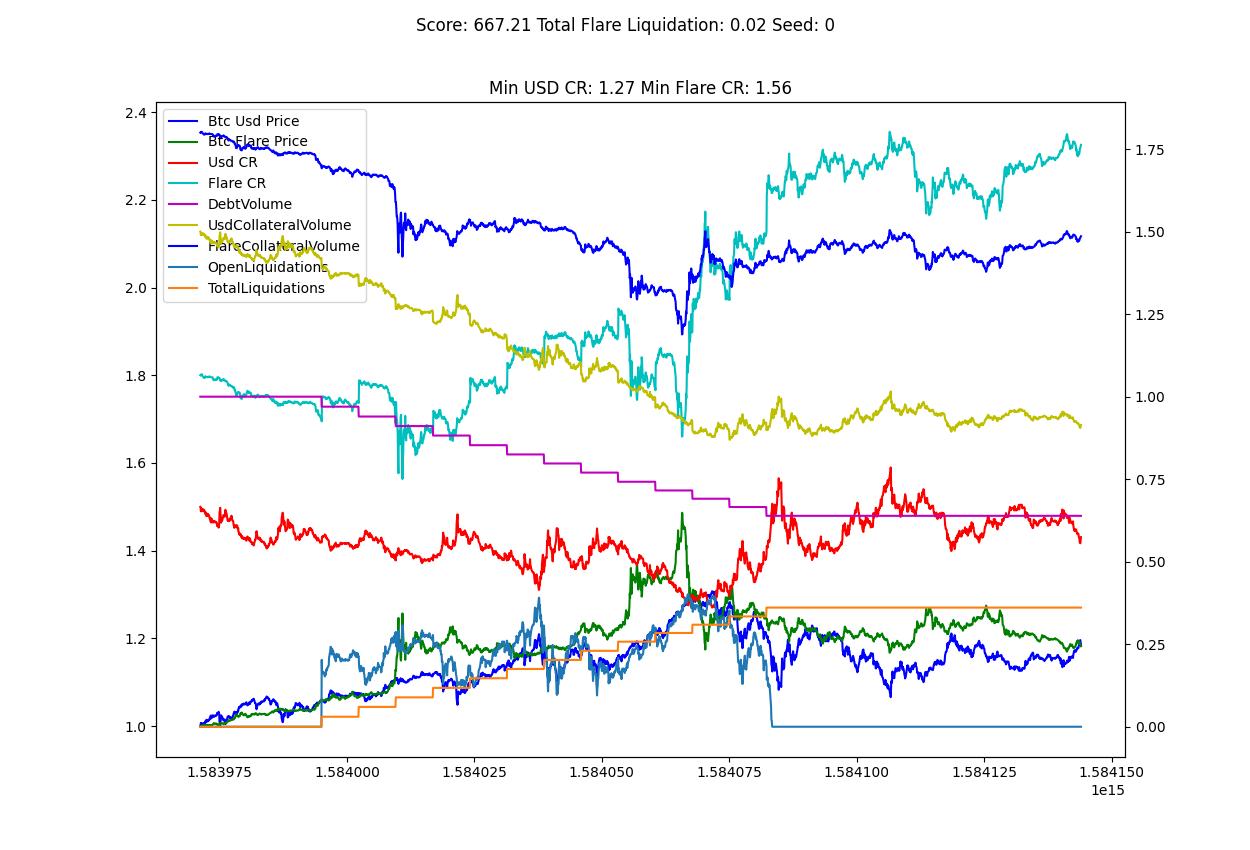 Score: 667.21 Total Flare Liquidation: 0.02 Seed: 0
Min USD CR: 1.27 Min Flare CR: 1.56
Btc Usd Price
Btc Flare Price
Usd CR
Flare CR
DebtVolume
UsdCollateralVolume
FlareCollateralVolume
OpenLiquidations
TotalLiquidations
2.4
2.2
2.0
1.8
1.6
1.4
1.2
1.0
1.75
1.50
1.25
1.00
0.75
0.50
0.25
0.00
1.583975 1.584000 1.584025 1.584050 1.584075 1.584100 1.584125 1.584150
1e15